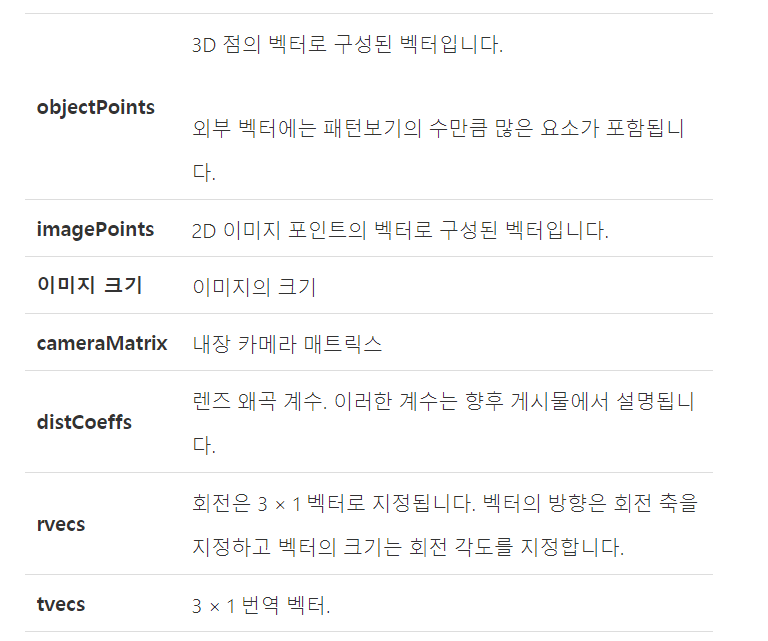 3D 점의 벡터로 구성된 벡터입니다.
objectPoints
외부 벡터에는 패턴보기의 수만큼 많은 요소가 포함됩니
다.
imagePoints
2D 이미지 포인트의 벡터로 구성된 벡터입니다.
이미지 크기
이미지의 크기
cameraMatrix
내장 카메라 매트릭스
distCoeffs
렌즈 왜곡 계수. 이러한 계수는 향후 게시물에서 설명됩니
다.
rvecs
회전은 3 × 1 벡터로 지정됩니다. 벡터의 방향은 회전 축을
지정하고 벡터의 크기는 회전 각도를 지정합니다.
tvecs
3 × 1 번역 벡터.